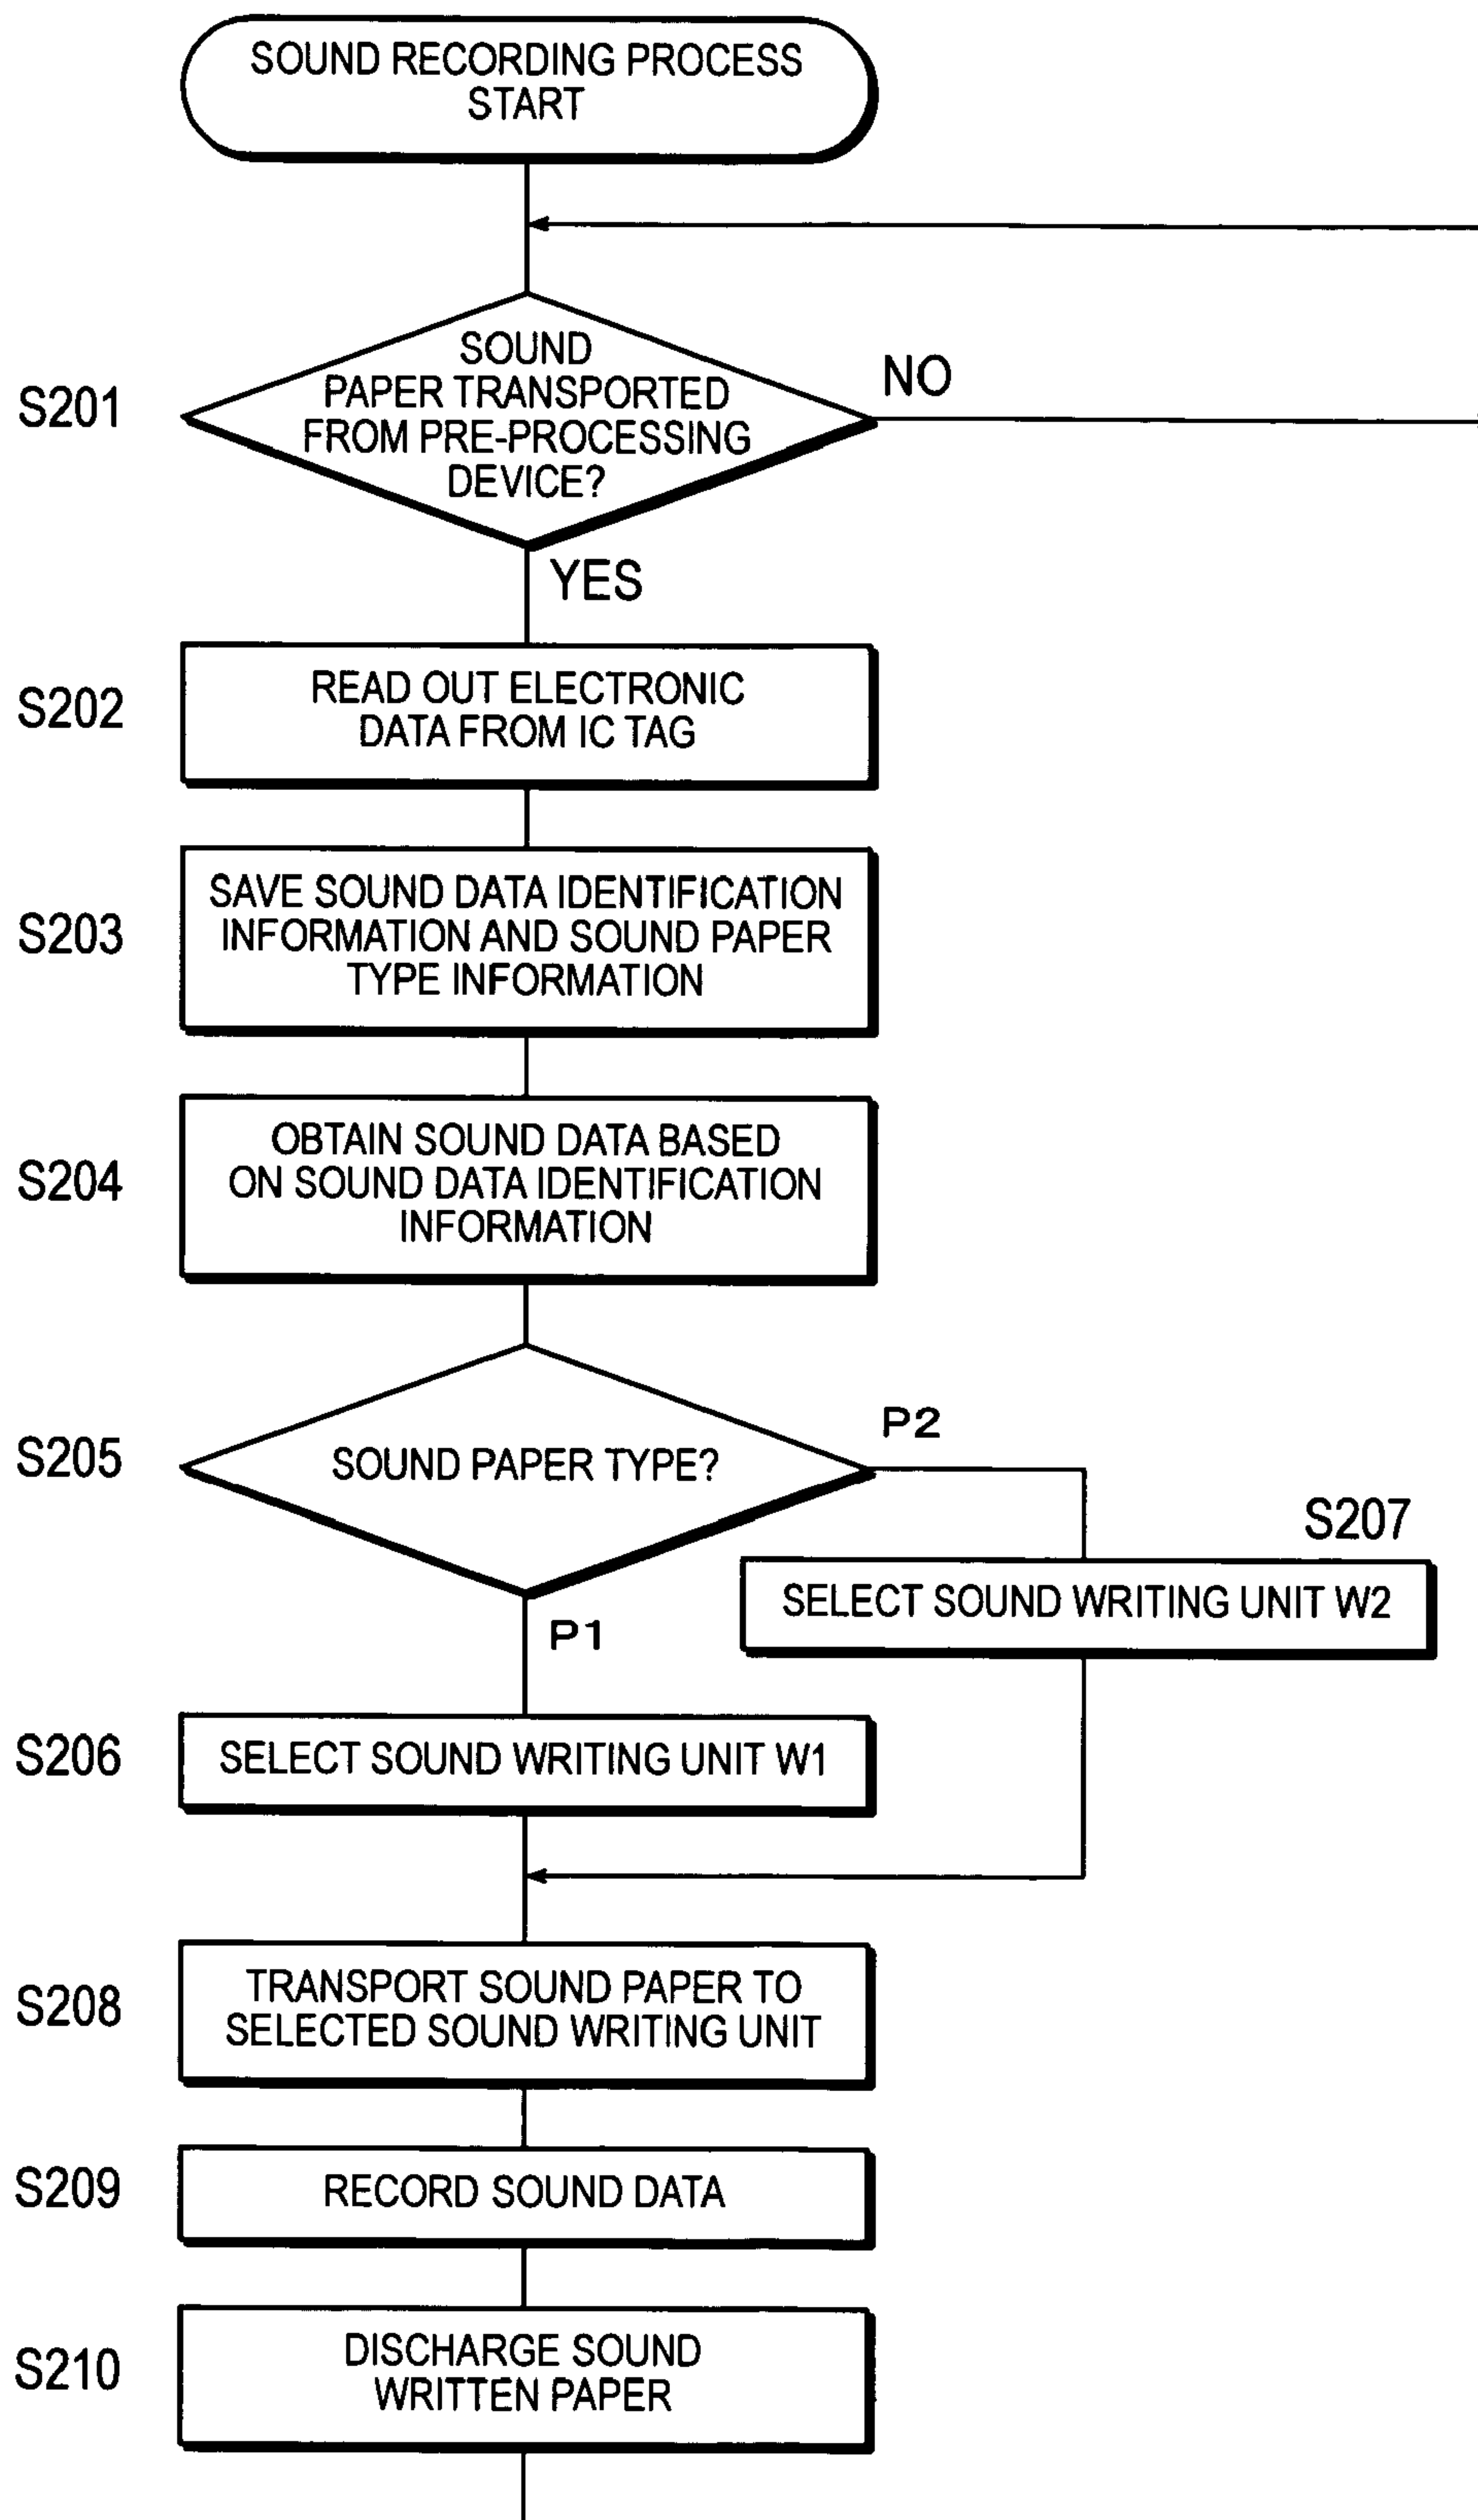 SOUND RECORDING PROCESS
START
S201
SOUND
PAPER TRANSPORTED
FROM PRE-PROCESSING
DEVICE?
NO
YES
S202
READ OUT ELECTRONIC
DATA FROM IC TAG
S203
SAVE SOUND DATA IDENTIFICATION
INFORMATION AND SOUND PAPER
TYPE INFORMATION
S204
OBTAIN SOUND DATA BASED
ON SOUND DATA IDENTIFICATION
INFORMATION
S205
SOUND PAPER TYPE?
P2
S207
SELECT SOUND WRITING UNIT W2
P1
S206
SELECT SOUND WRITING UNIT W1
S208
TRANSPORT SOUND PAPER TO
SELECTED SOUND WRITING UNIT
S209
RECORD SOUND DATA
S210
DISCHARGE SOUND
WRITTEN PAPER